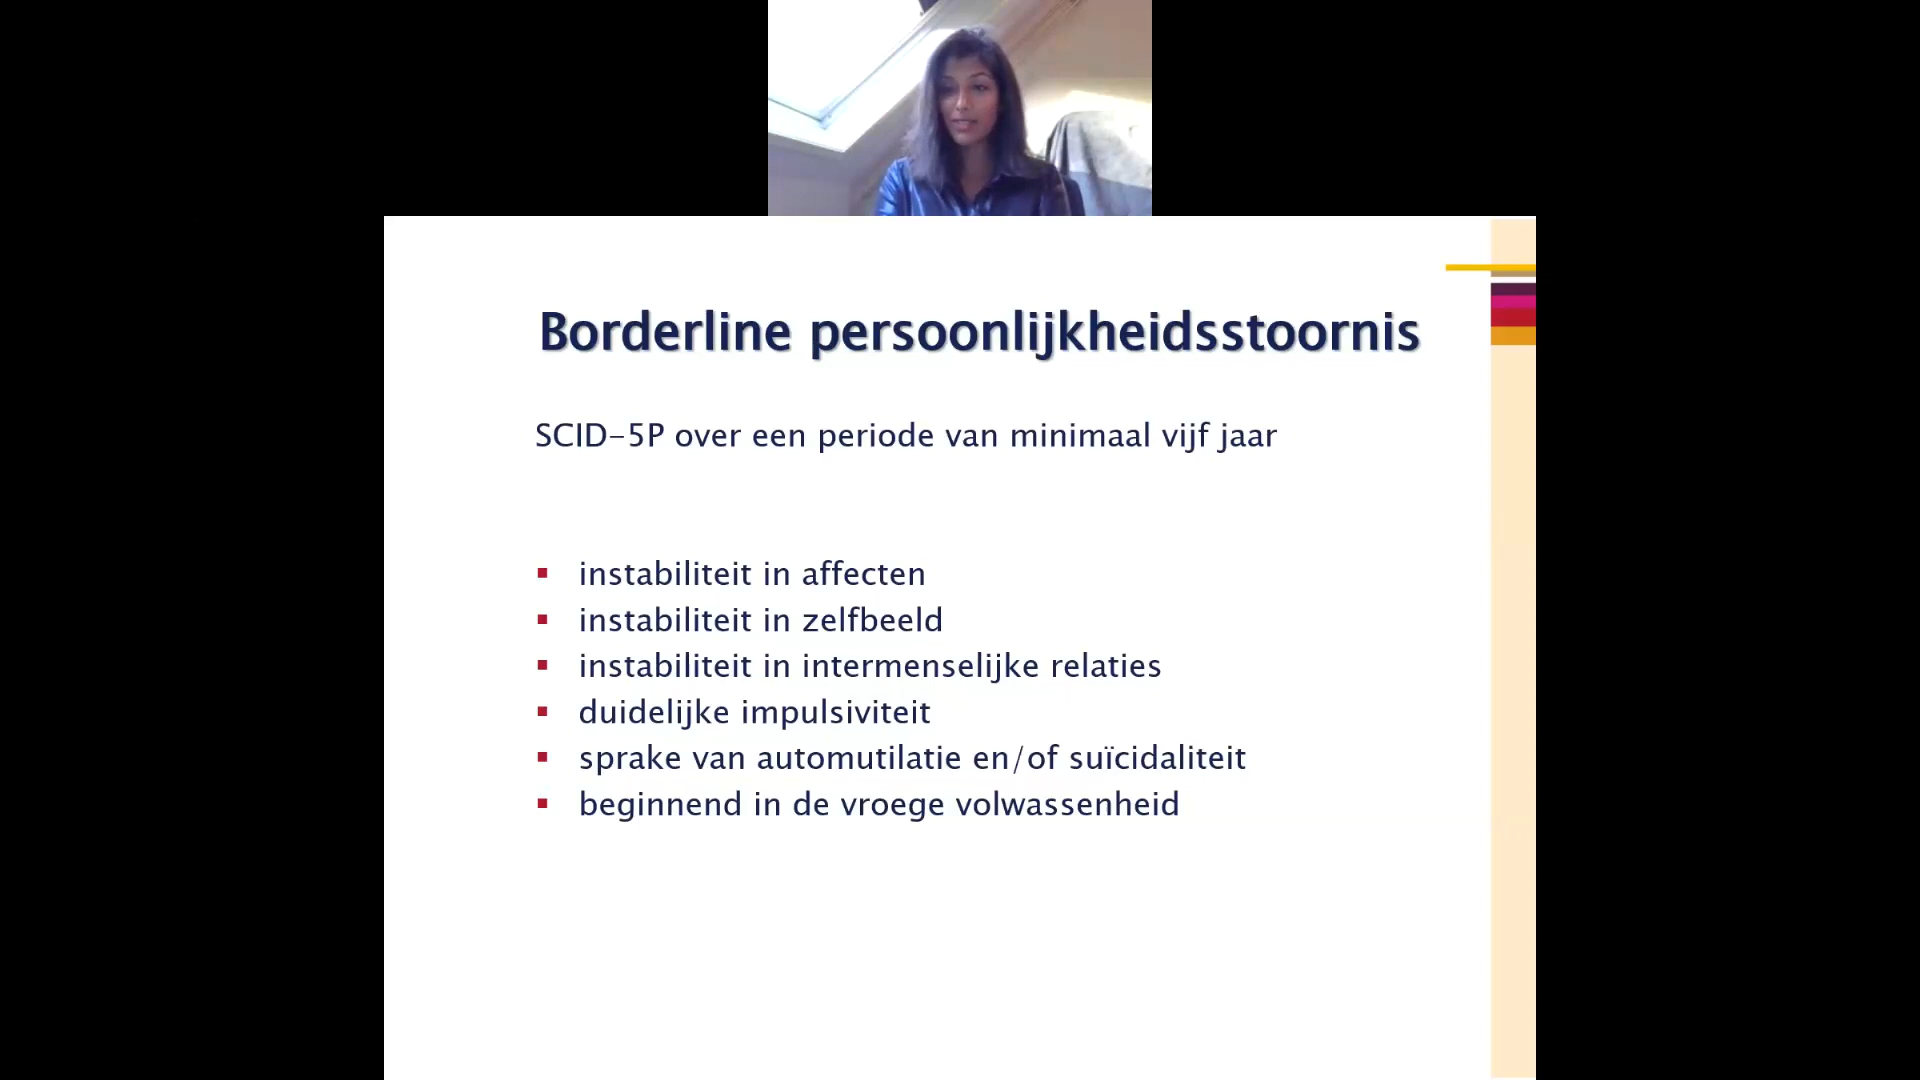 Borderline persoonlijkheidsstoornis
SCID-5P over een periode van minimaal vijf jaar
▪ instabiliteit in affecten
▪ instabiliteit in zelfbeeld
▪ instabiliteit in intermenselijke relaties
▪ duidelijke impulsiviteit
▪ sprake van automutilatie en/of suïcidaliteit
▪ beginnend in de vroege volwassenheid